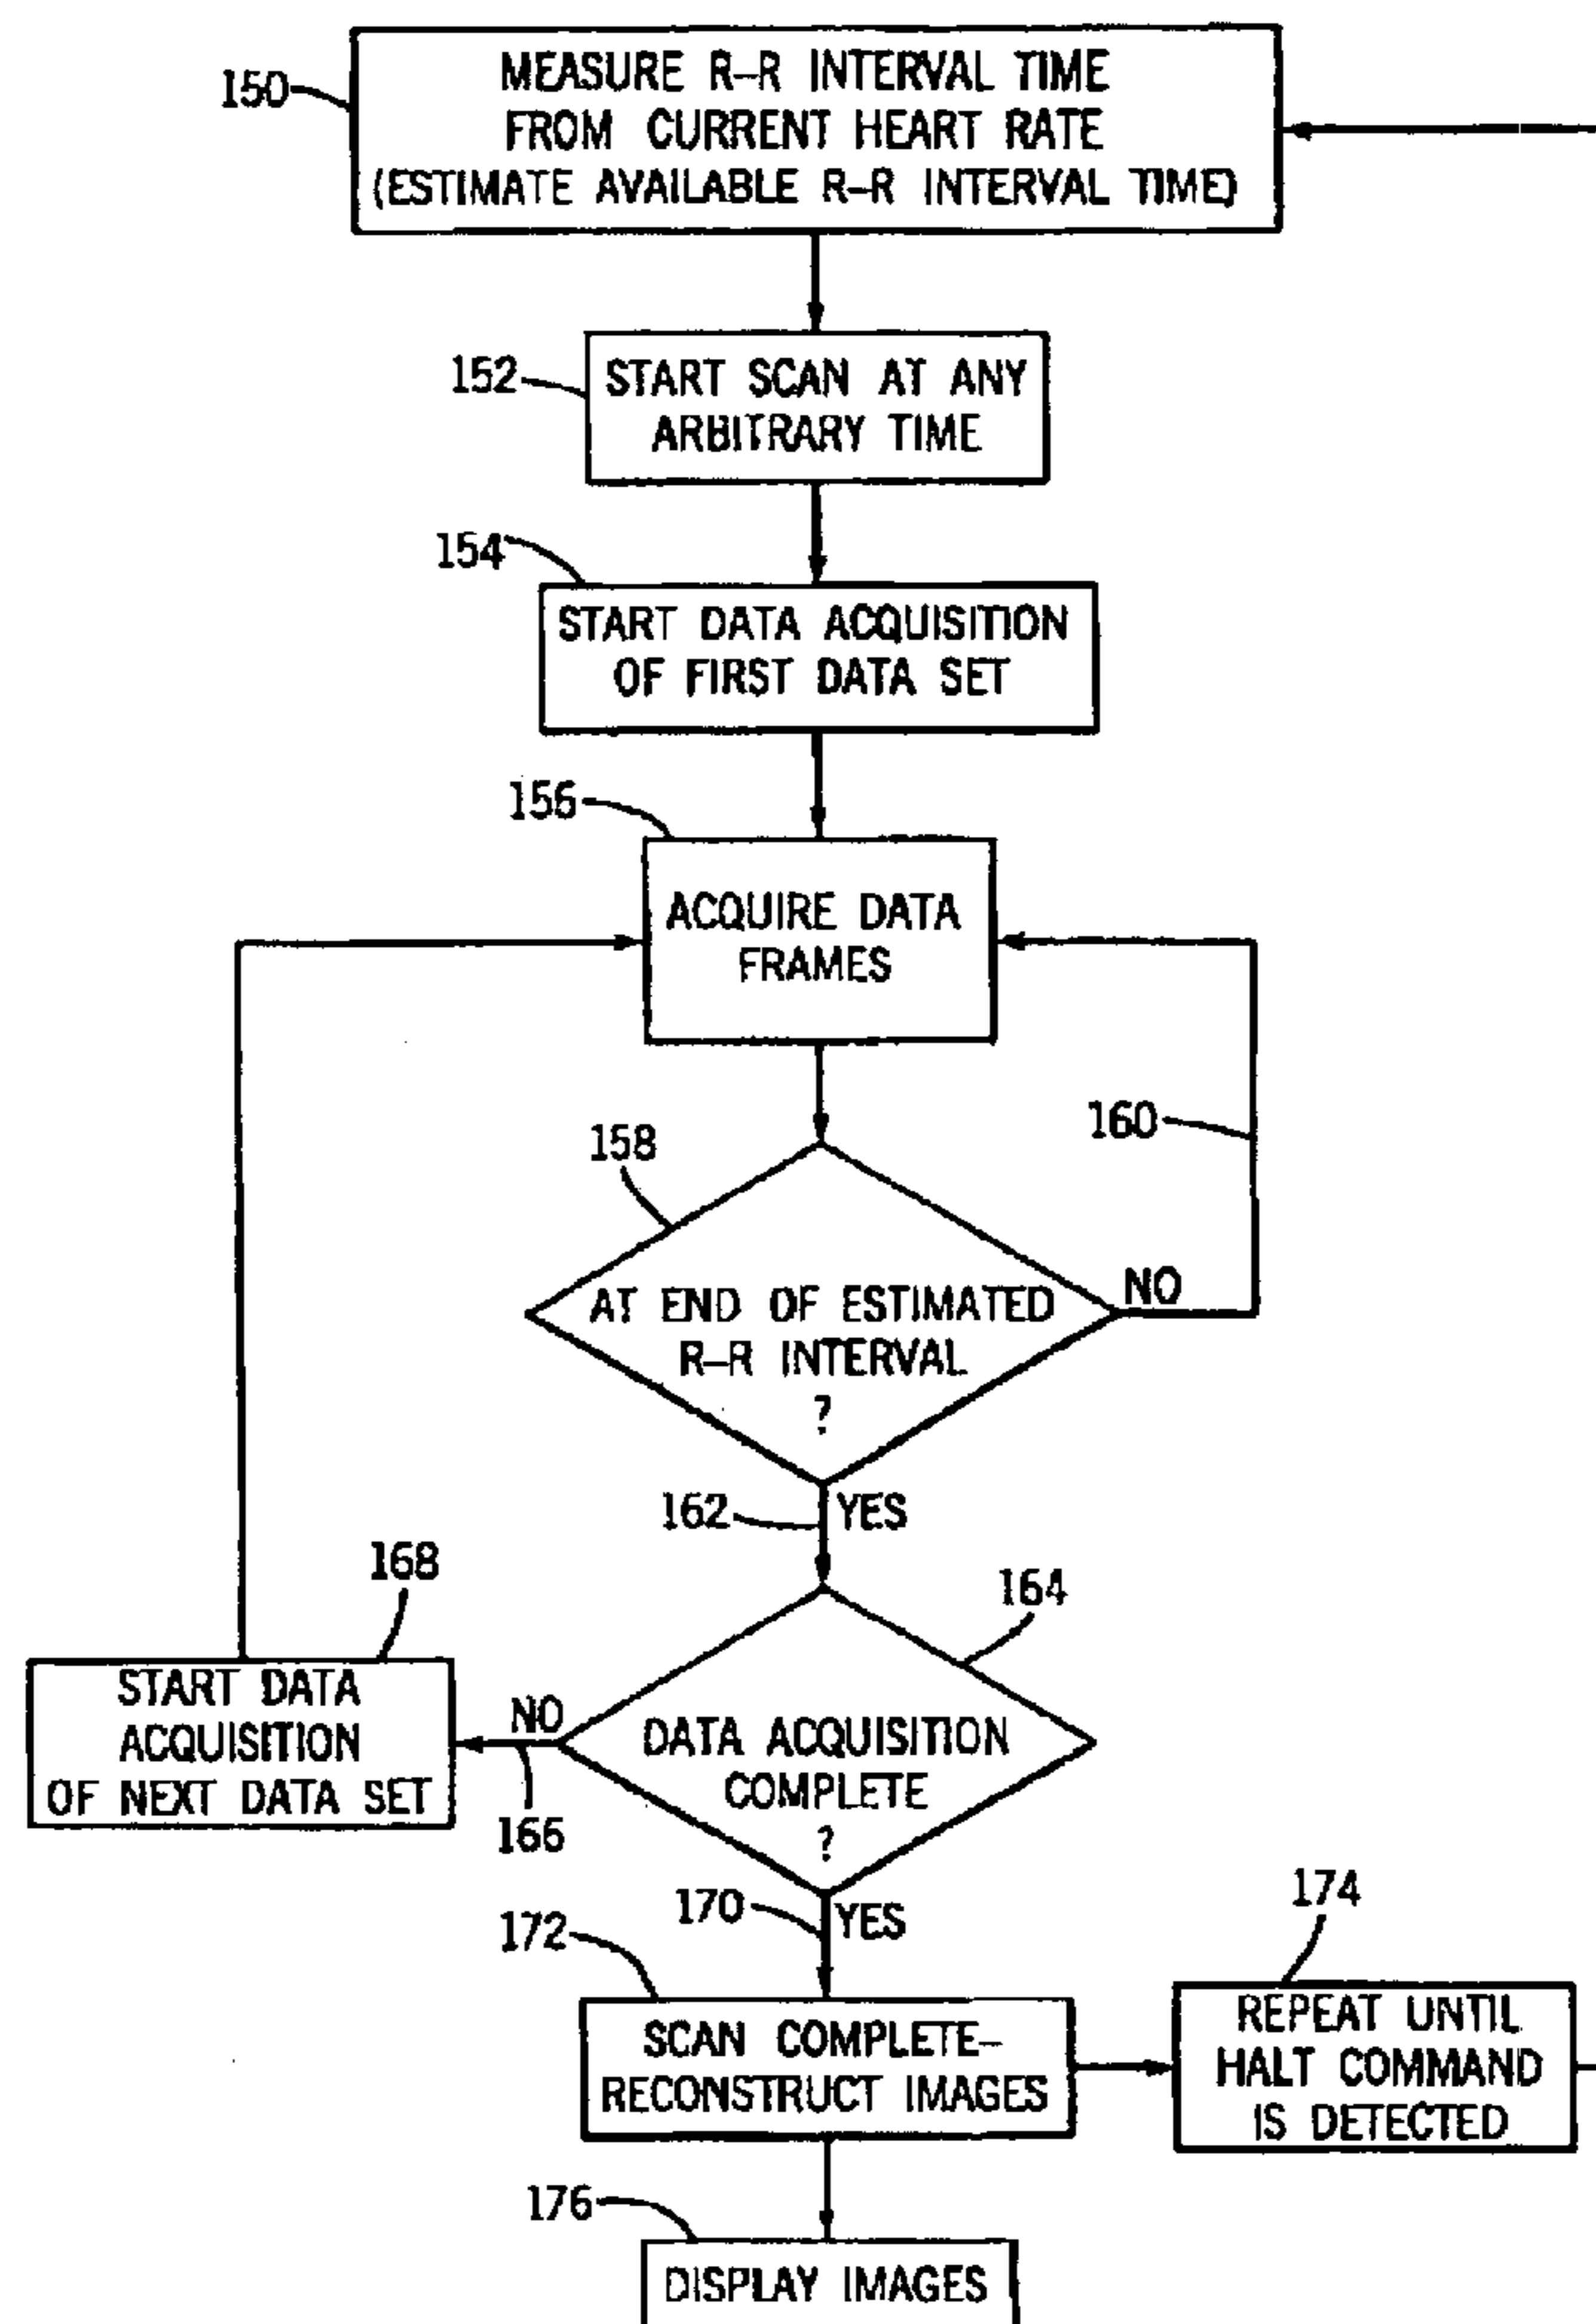 150
MEASURE R-R INTERVAL TIME
FROM CURRENT HEART RATE
(ESTIMATE AVAILABLE R-R INTERVAL TIME)
152
START SCAN AT ANY
ARBITRARY TIME
154
START DATA ACQUISITION
OF FIRST DATA SET
156
ACQUIRE DATA
FRAMES
160
158
NO
AT END OF ESTIMATED
R-R INTERVAL
?
162
YES
168
164
START DATA
ACQUISITION
OF NEXT DATA SET
NO
166
DATA ACQUISITION
COMPLETE
?
170
YES
172
174
SCAN COMPLETE-
RECONSTRUCT IMAGES
REPEAT UNTIL
HALT COMMAND
IS DETECTED
176
DISPLAY IMAGES